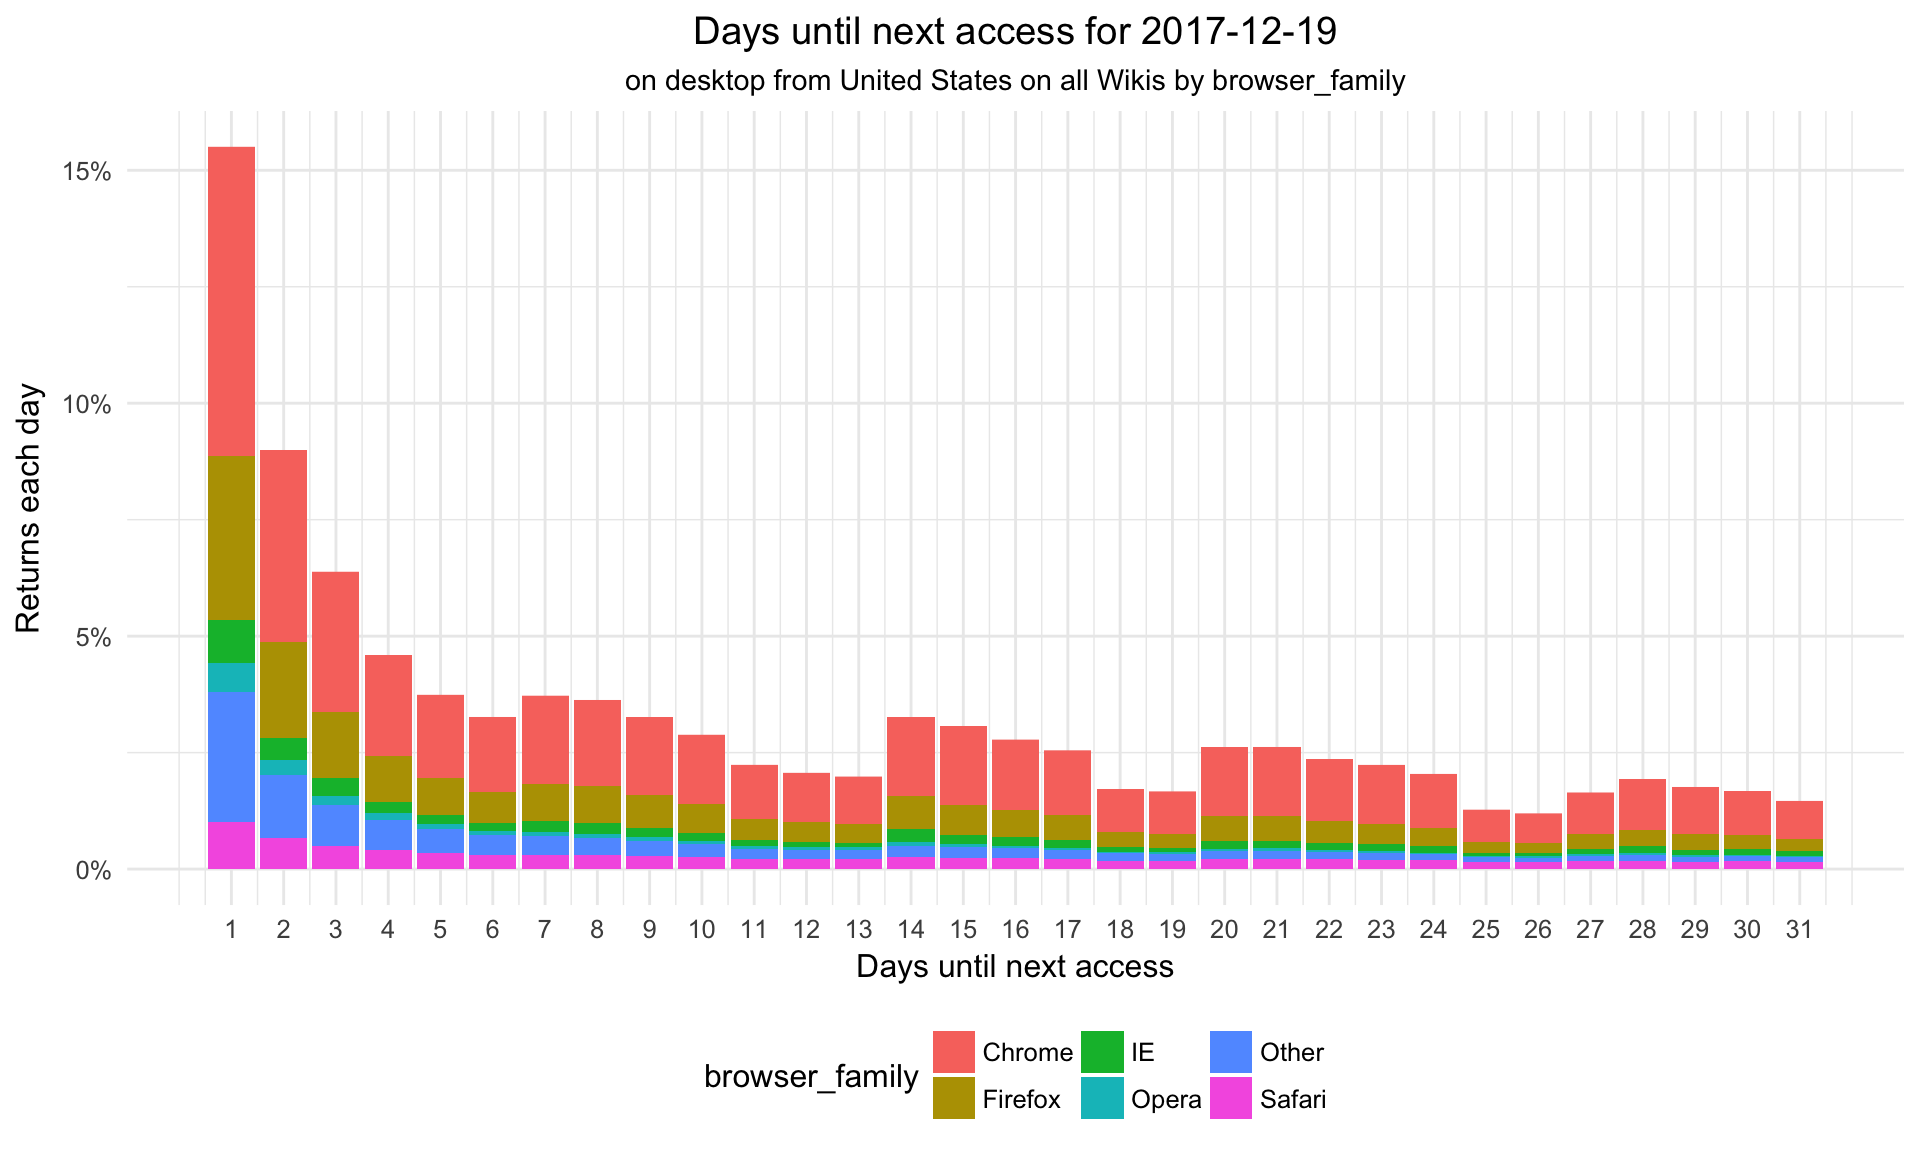 Days until next access for 2017-12-19
on desktop from United States on all Wikis by browser_family
Returns each day
15%
10%
5%
0%
1 2 3 4 5 6 7 8 9 10 11 12 13 14 15 16 17 18 19 20 21 22 23 24 25 26 27 28 29 30 31
Days until next access
browser_family
Chrome IE Other
Firefox Opera Safari